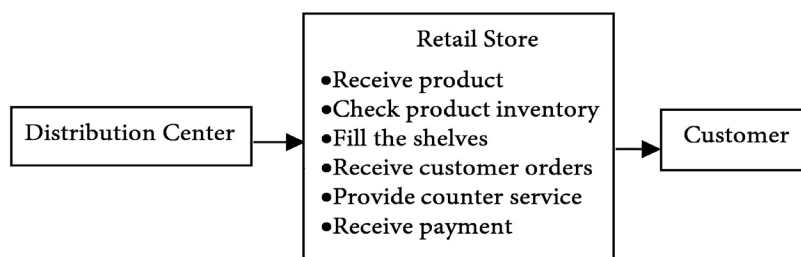 Distribution Center
Retail Store
•Receive product
•Check product inventory
•Fill the shelves
•Receive customer orders
•Provide counter service
•Receive payment
Customer